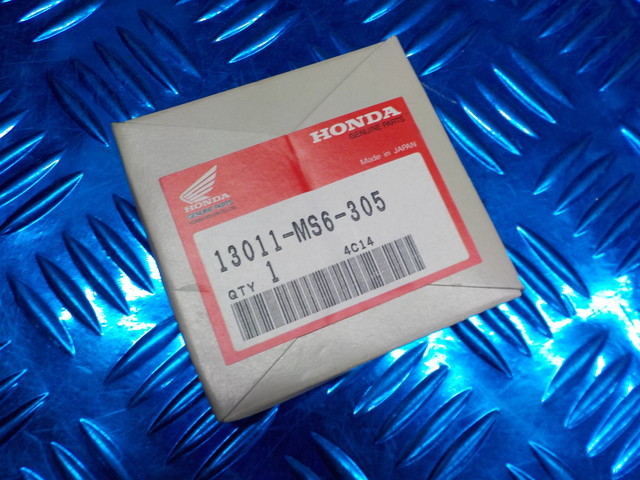 HONDA
GENUINE PARTS
Made in JAPAN
HONDA
13011-MS6-305
4C14
QTY 1